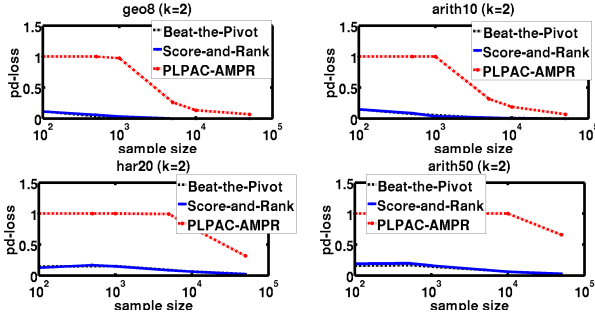 geo8 (k=2)
1.5
1
0.5
0
pd-loss
Beat-the-Pivot
Score-and-Rank
PLPAC-AMPR
10^2
10^3
10^4
10^5
sample size
arith10 (k=2)
1.5
1
0.5
0
pd-loss
Beat-the-Pivot
Score-and-Rank
PLPAC-AMPR
10^2
10^3
10^4
10^5
sample size
har20 (k=2)
1.5
1
0.5
0
pd-loss
Beat-the-Pivot
Score-and-Rank
PLPAC-AMPR
10^2
10^3
10^4
10^5
sample size
arith50 (k=2)
1.5
1
0.5
0
pd-loss
Beat-the-Pivot
Score-and-Rank
PLPAC-AMPR
10^2
10^3
10^4
10^5
sample size